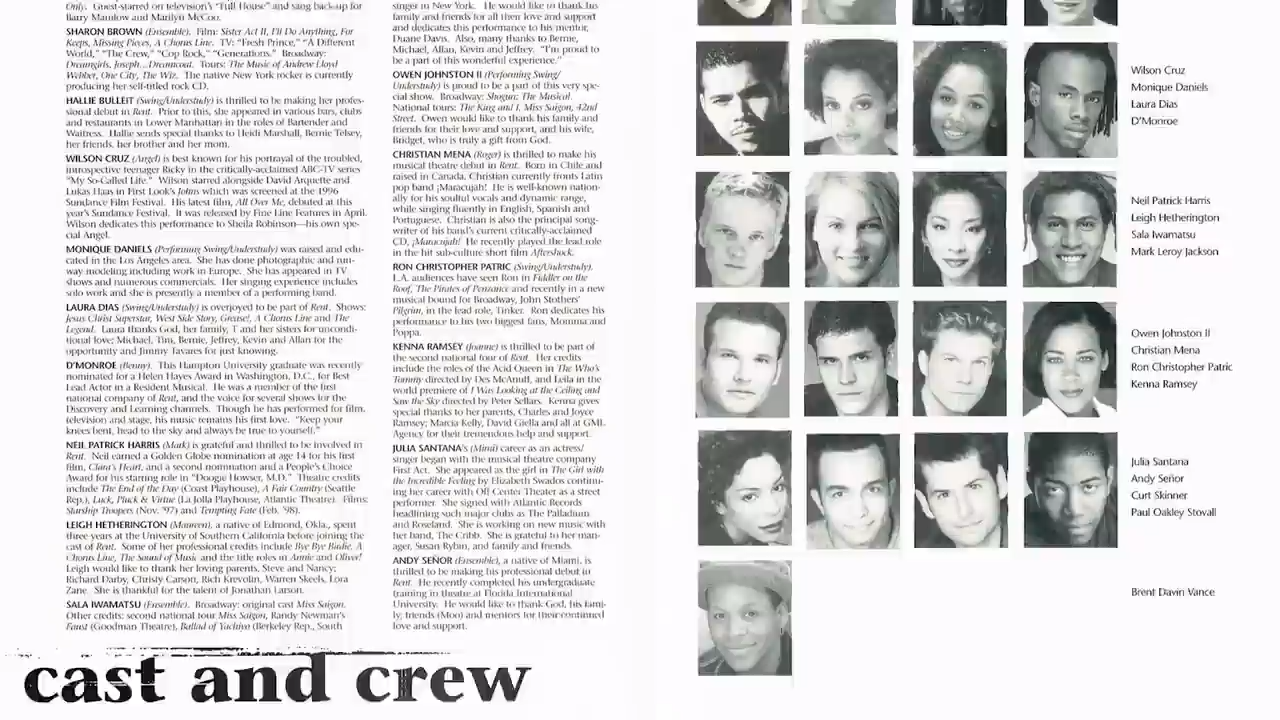 Only. Guest-starred on television's "Full House" and sang back-up for
Barry Manilow and Marilyn McCoo.
SHARON BROWN (Ensemble). Film: Sister Act II, I'll Do Anything, For
Keeps, Missing Pieces, A Chorus Line. TV: "Fresh Prince," "A Different
World," "The Crew," "Cop Rock," "Generations." Broadway:
Dreamgirls, Joseph...Dreamcoat. Tours: The Music of Andrew Lloyd
Webber, One City, The Wiz. The native New York rocker is currently
producing her self-titled rock CD.
HALLIE BULLEIT (Swing/Understudy) is thrilled to be making her profes-
sional debut in Rent. Prior to this, she appeared in various bars, clubs
and restaurants in Lower Manhattan in the roles of Bartender and
Waitress. Hallie sends special thanks to Heidi Marshall, Bernie Telsey,
her friends, her brother and her mom.
WILSON CRUZ (Angel) is best known for his portrayal of the troubled,
introspective teenager Ricky in the critically-acclaimed ABC-TV series
"My So-Called Life." Wilson starred alongside David Arquette and
Lukas Haas in First Look's Johns which was screened at the 1996
Sundance Film Festival. His latest film, All Over Me, debuted at this
year's Sundance Festival. It was released by Fine Line Features in April.
Wilson dedicates this performance to Sheila Robinson—his own spe-
cial Angel.
MONIQUE DANIELS (Performing Swing/Understudy) was raised and edu-
cated in the Los Angeles area. She has done photographic and run-
way modeling including work in Europe. She has appeared in TV
shows and numerous commercials. Her singing experience includes
solo work and she is presently a member of a performing band.
LAURA DIAS (Swing/Understudy) is overjoyed to be part of Rent. Shows:
Jesus Christ Superstar, West Side Story, Grease!, A Chorus Line and The
Legend. Laura thanks God, her family, T and her sisters for uncondi-
tional love; Michael, Tim, Bernie, Jeffrey, Kevin and Allan for the
opportunity and Jimmy Tavares for just knowing.
D'MONROE (Benny). This Hampton University graduate was recently
nominated for a Helen Hayes Award in Washington, D.C., for Best
Lead Actor in a Resident Musical. He was a member of the first
national company of Rent, and the voice for several shows for the
Discovery and Learning channels. Though he has performed for film,
television and stage, his music remains his first love. "Keep your
knees bent, head to the sky and always be true to yourself."
NEIL PATRICK HARRIS (Mark) is grateful and thrilled to be involved in
Rent. Neil earned a Golden Globe nomination at age 14 for his first
film, Clara's Heart, and a second nomination and a People's Choice
Award for his starring role in "Doogie Howser, M.D." Theatre credits
include The End of the Day (Coast Playhouse), A Fair Country (Seattle
Rep.), Luck, Pluck & Virtue (La Jolla Playhouse, Atlantic Theatre). Films:
Starship Troopers (Nov. '97) and Tempting Fate (Feb. '98).
LEIGH HETHERINGTON (Maureen), a native of Edmond, Okla., spent
three years at the University of Southern California before joining the
cast of Rent. Some of her professional credits include Bye Bye Birdie, A
Chorus Line, The Sound of Music and the title roles in Annie and Oliver!
Leigh would like to thank her loving parents, Steve and Nancy;
Richard Darby, Christy Carson, Rich Krevolin, Warren Skeels, Lora
Zane. She is thankful for the talent of Jonathan Larson.
SALA IWAMATSU (Ensemble). Broadway: original cast Miss Saigon.
Other credits: second national tour Miss Saigon, Randy Newman's
Faust (Goodman Theatre), Ballad of Yachiyo (Berkeley Rep., South
singer in New York. He would like to thank his
family and friends for all their love and support
and dedicates this performance to his mentor,
Duane Davis. Also, many thanks to Bernie,
Michael, Allan, Kevin and Jeffrey. "I'm proud to
be a part of this wonderful experience."
OWEN JOHNSTON II (Performing Swing/
Understudy) is proud to be a part of this very spe-
cial show. Broadway: Shogun: The Musical.
National tours: The King and I, Miss Saigon, 42nd
Street. Owen would like to thank his family and
friends for their love and support, and his wife,
Bridget, who is truly a gift from God.
CHRISTIAN MENA (Roger) is thrilled to make his
musical theatre debut in Rent. Born in Chile and
raised in Canada, Christian currently fronts Latin
pop band ¡Maracujah! He is well-known nation-
ally for his soulful vocals and dynamic range,
while singing fluently in English, Spanish and
Portuguese. Christian is also the principal song-
writer of his band's current critically-acclaimed
CD, ¡Maracujah! He recently played the lead role
in the hit sub-culture short film Aftershock.
RON CHRISTOPHER PATRIC (Swing/Understudy).
L.A. audiences have seen Ron in Fiddler on the
Roof, The Pirates of Penzance and recently in a new
musical bound for Broadway, John Stothers'
Pilgrim, in the lead role, Tinker. Ron dedicates his
performance to his two biggest fans, Momma and
Poppa.
KENNA RAMSEY (Joanne) is thrilled to be part of
the second national tour of Rent. Her credits
include the roles of the Acid Queen in The Who's
Tommy directed by Des McAnuff, and Leila in the
world premiere of I Was Looking at the Ceiling and
Saw the Sky directed by Peter Sellars. Kenna gives
special thanks to her parents, Charles and Joyce
Ramsey; Marcia Kelly, David Giella and all at GMI.
Agency for their tremendous help and support.
JULIA SANTANA's (Mimi) career as an actress/
singer began with the musical theatre company
First Act. She appeared as the girl in The Girl with
the Incredible Feeling by Elizabeth Swados continu-
ing her career with Off Center Theater as a street
performer. She signed with Atlantic Records
headlining such major clubs as The Palladium
and Roseland. She is working on new music with
her band, The Cribb. She is grateful to her man-
ager, Susan Rybin, and family and friends.
ANDY SEÑOR (Ensemble), a native of Miami, is
thrilled to be making his professional debut in
Rent. He recently completed his undergraduate
training in theatre at Florida International
University. He would like to thank God, his fami-
ly, friends (Moo) and mentors for their continued
love and support.
cast and crew
Wilson Cruz
Monique Daniels
Laura Dias
D'Monroe
Neil Patrick Harris
Leigh Hetherington
Sala Iwamatsu
Mark Leroy Jackson
Owen Johnston II
Christian Mena
Ron Christopher Patric
Kenna Ramsey
Julia Santana
Andy Señor
Curt Skinner
Paul Oakley Stovall
Brent Davin Vance